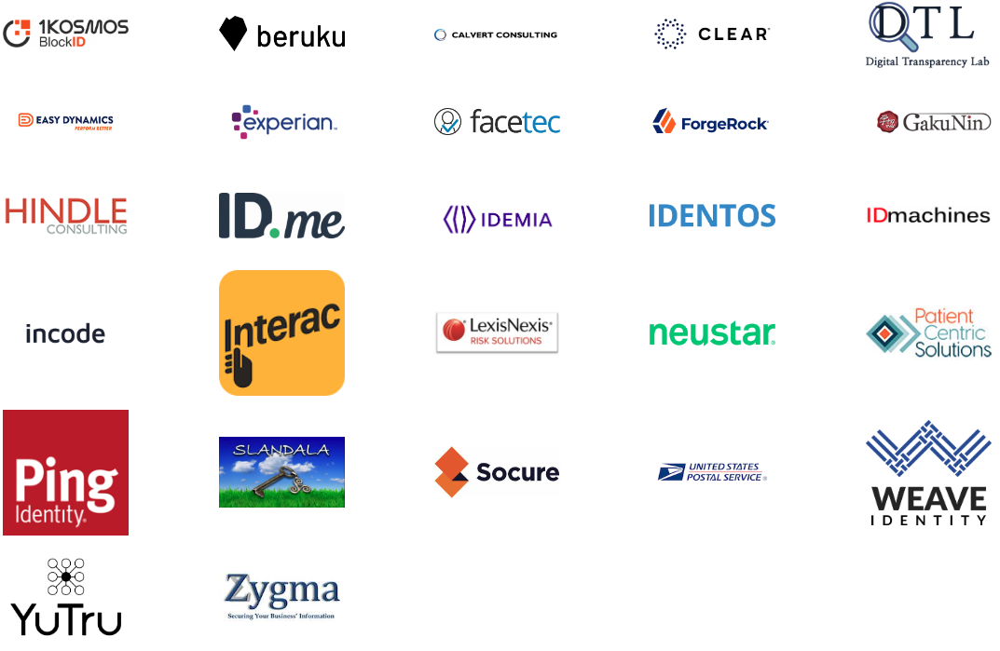 1KOSMOS
BlockID
beruku
CALVERT CONSULTING
CLEAR®
DTL
Digital Transparency Lab
EASY DYNAMICS
PERFORM BETTER
experian™
facetec
ForgeRock®
GakuNin
HINDLE
CONSULTING
ID.me
IDEMIA
IDENTOS
IDmachines
incode
Interac
LexisNexis®
RISK SOLUTIONS
neustar®
Patient
Centric
Solutions
Ping
Identity®
SLANDALA
Socure
UNITED STATES
POSTAL SERVICE®
WEAVE
IDENTITY
YuTru
Zygma
Securing Your Business' Information